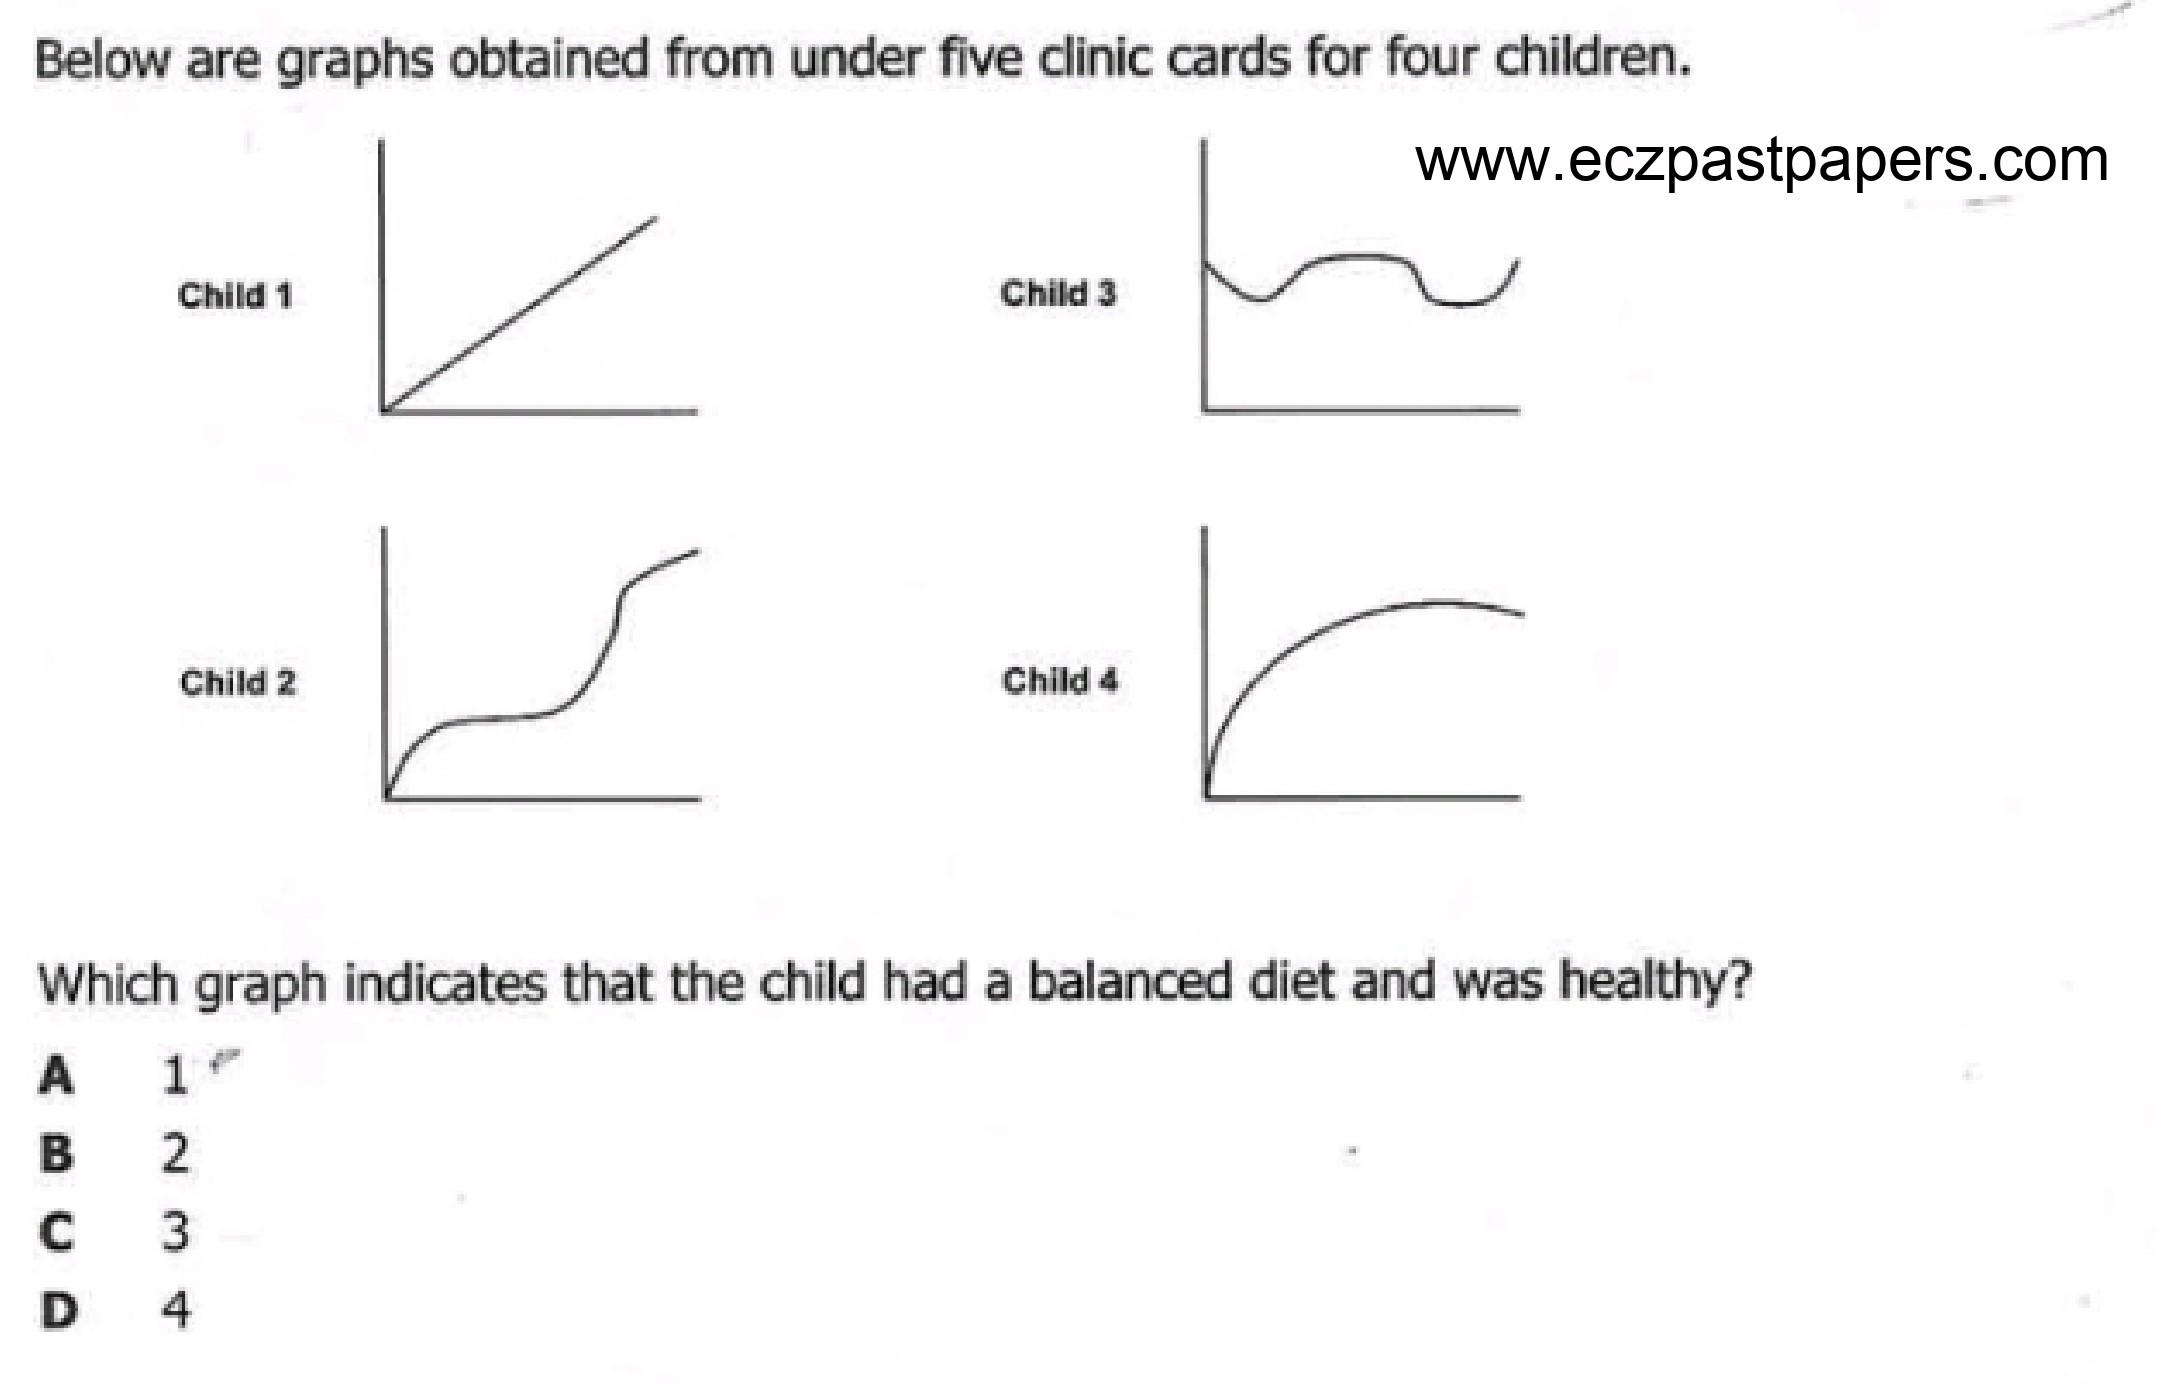 Below are graphs obtained from under five clinic cards for four children.
www.eczpastpapers.com
Child 1
Child 3
Child 2
Child 4
Which graph indicates that the child had a balanced diet and was healthy?
A 1
B 2
C 3
D 4